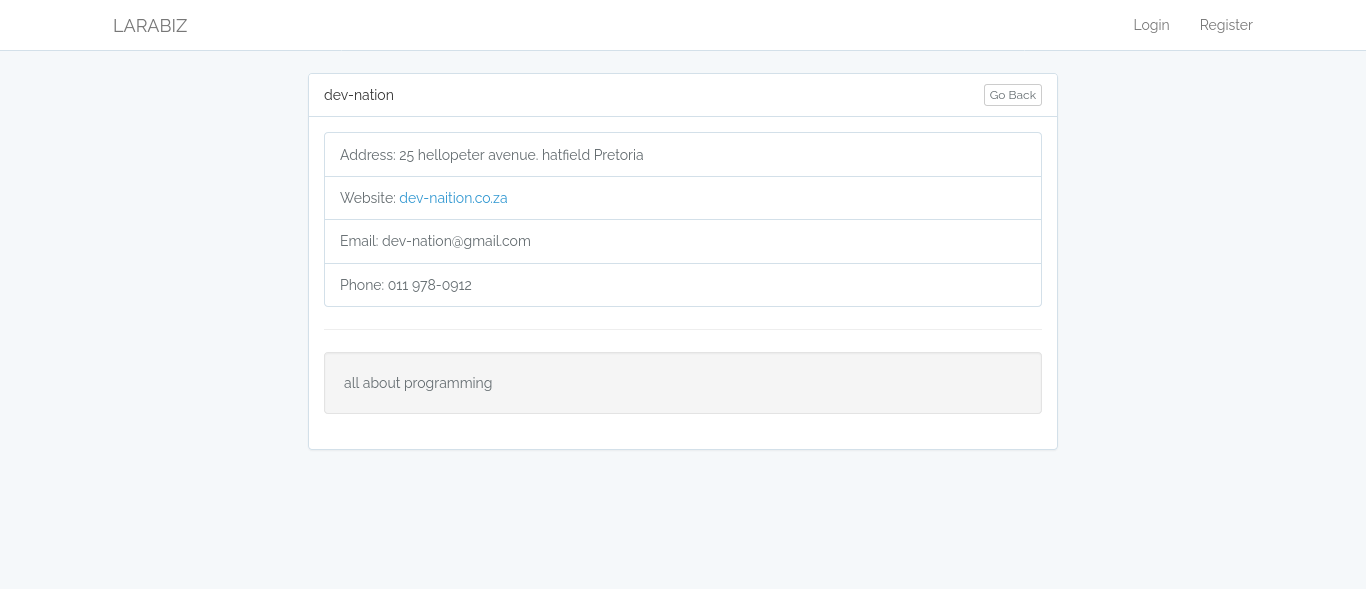 LARABIZ
Login Register
dev-nation Go Back
Address: 25 hellopeter avenue. hatfield Pretoria
Website: dev-naition.co.za
Email: dev-nation@gmail.com
Phone: 011 978-0912
all about programming